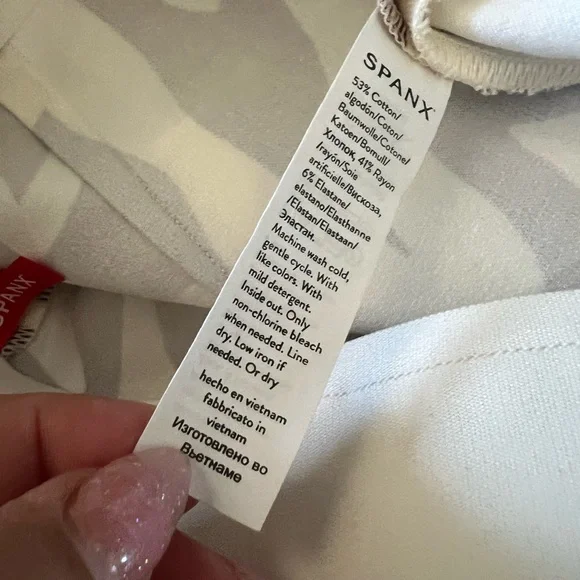 SPANX
53% Cotton/
algodón/Coton/
Baumwolle/Cotone/
Katoen/Bomull/
Хлопок, 41% Rayon
/rayón/Soie
artificielle/Вискоза,
6% Elastane/
elastano/Elasthanne
/Elastan/Elastaan/
Эластан.
Machine wash cold,
gentle cycle. With
like colors. With
mild detergent.
Inside out. Only
non-chlorine bleach
when needed. Line
dry. Low iron if
needed. Or dry
hecho en vietnam
fabbricato in
vietnam
Изготовлено во
Вьетнаме
SPANX